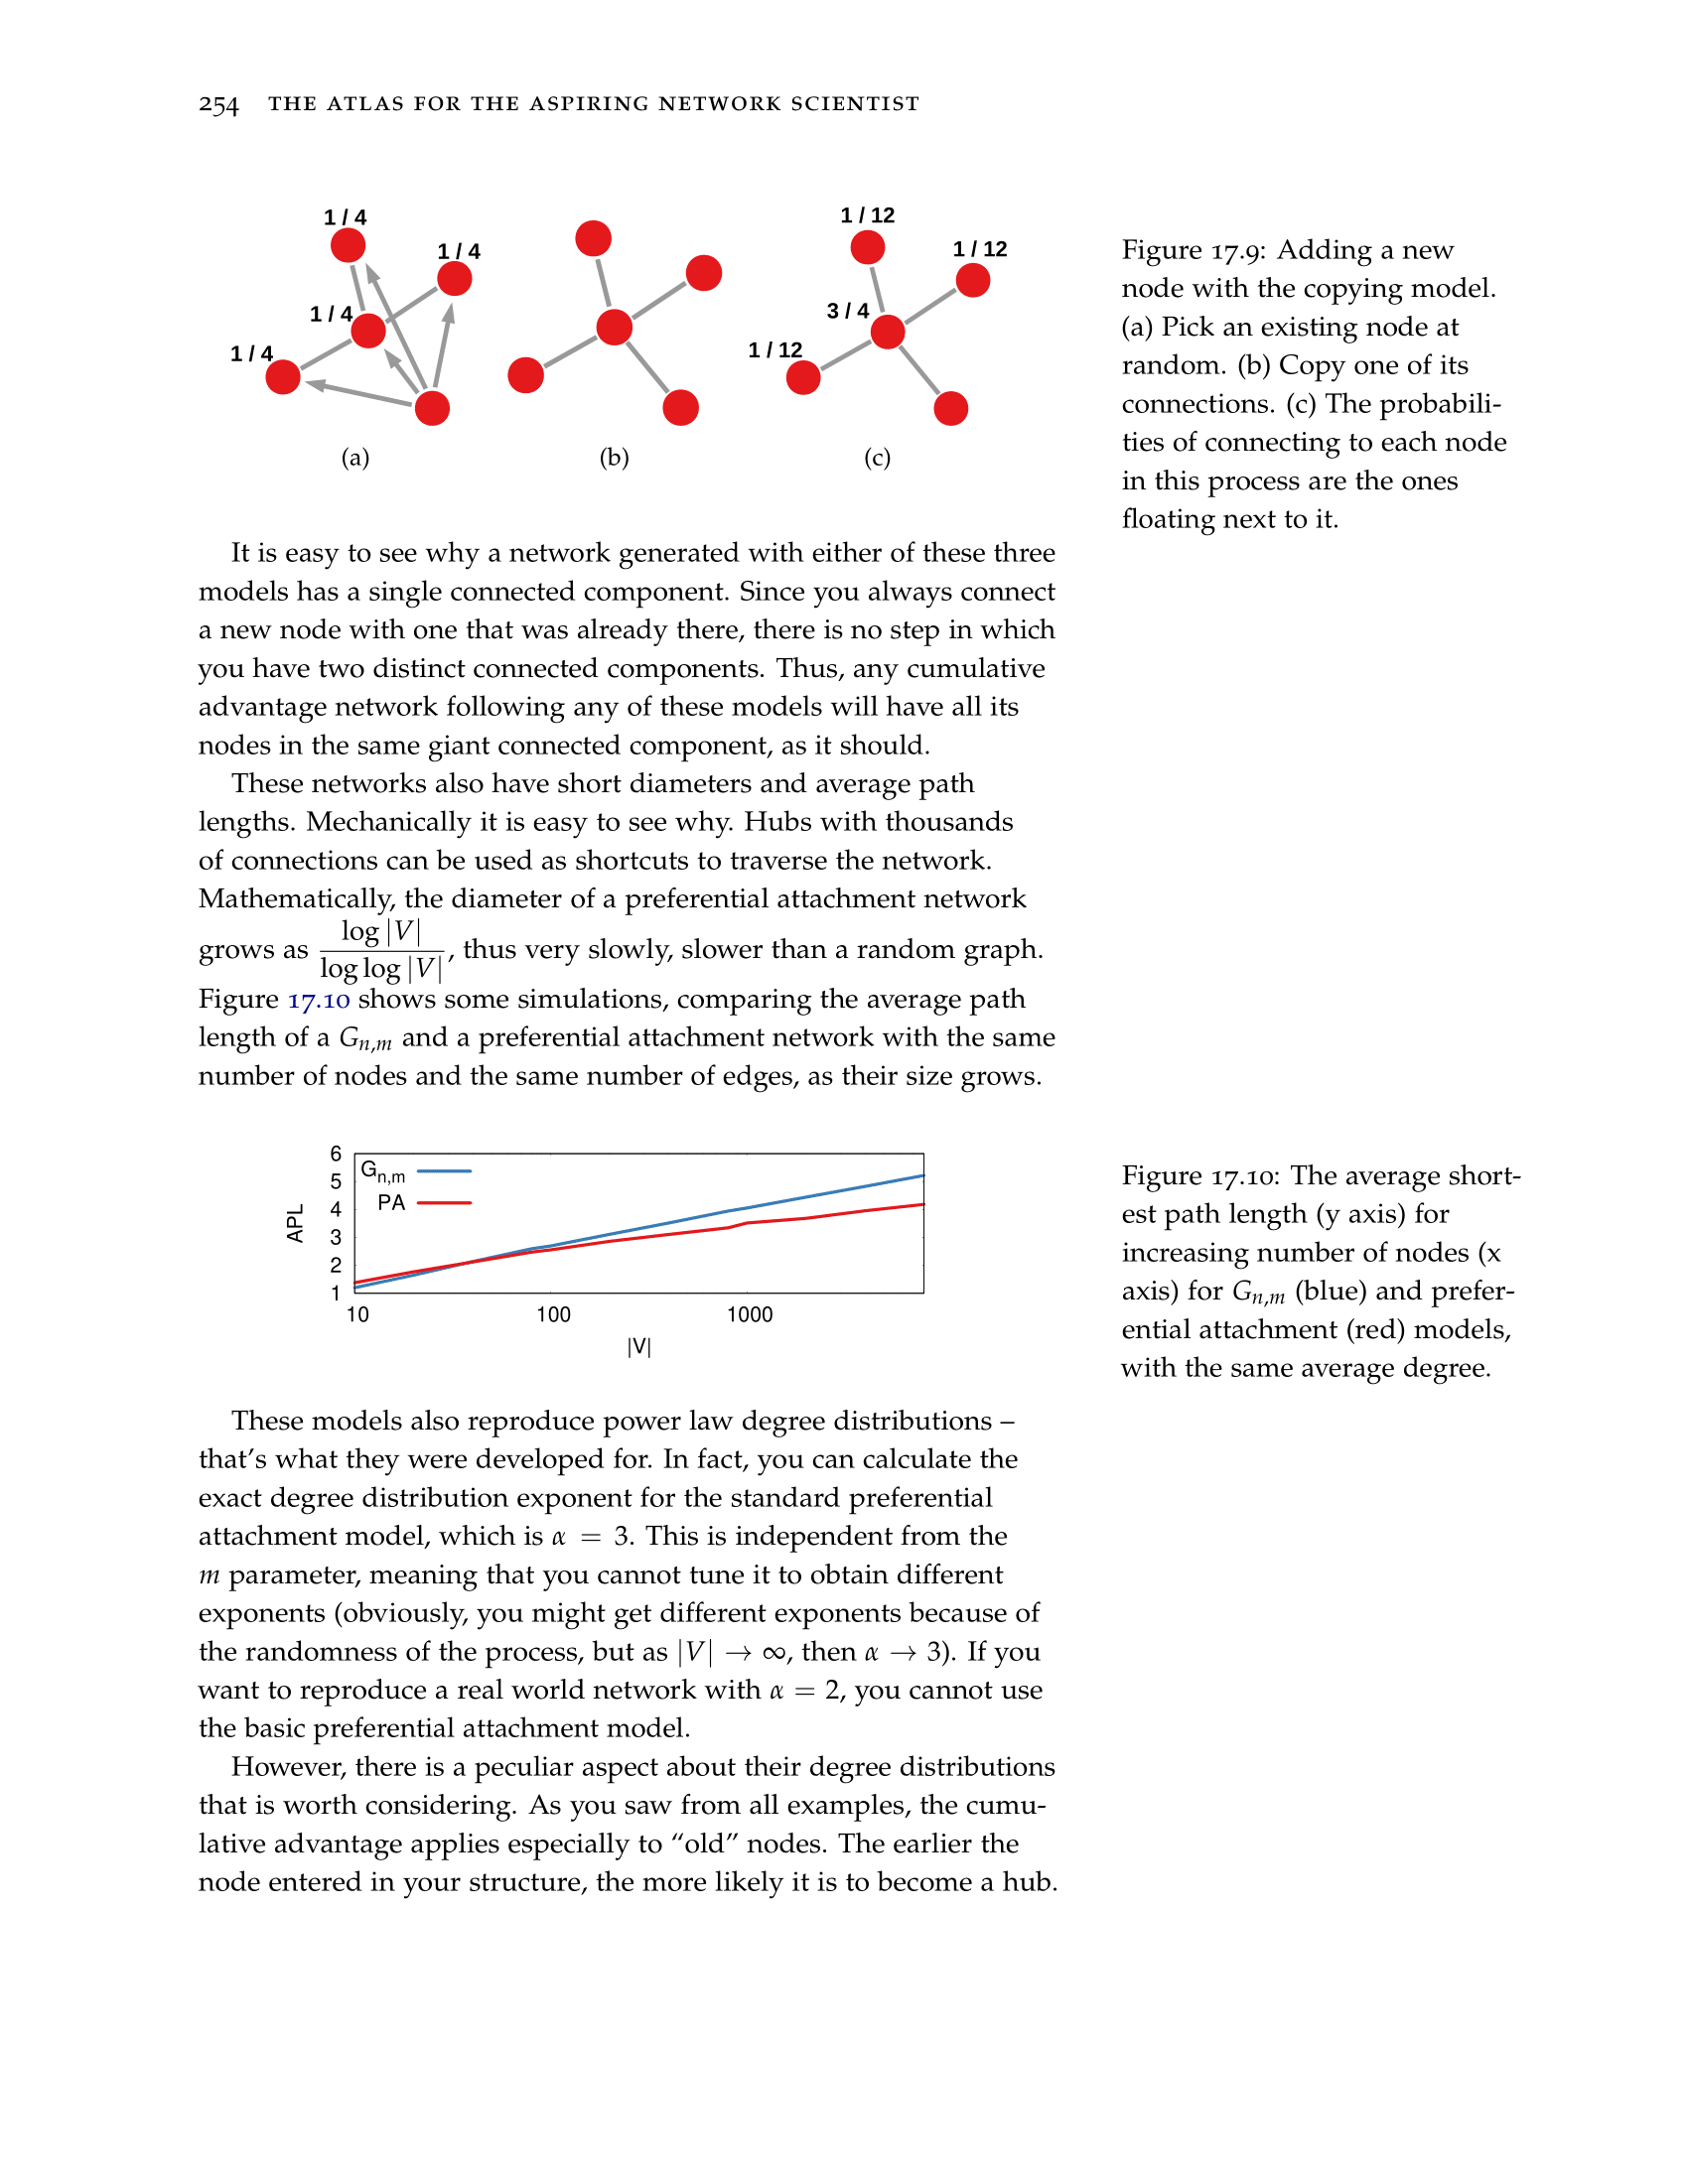 254 THE ATLAS FOR THE ASPIRING NETWORK SCIENTIST
1 / 4
1 / 4
1 / 4
1 / 4
(a)
(b)
1 / 12
1 / 12
3 / 4
1 / 12
(c)
Figure 17.9: Adding a new
node with the copying model.
(a) Pick an existing node at
random. (b) Copy one of its
connections. (c) The probabili-
ties of connecting to each node
in this process are the ones
floating next to it.
It is easy to see why a network generated with either of these three
models has a single connected component. Since you always connect
a new node with one that was already there, there is no step in which
you have two distinct connected components. Thus, any cumulative
advantage network following any of these models will have all its
nodes in the same giant connected component, as it should.
These networks also have short diameters and average path
lengths. Mechanically it is easy to see why. Hubs with thousands
of connections can be used as shortcuts to traverse the network.
Mathematically, the diameter of a preferential attachment network
grows as log |V| / log log |V|, thus very slowly, slower than a random graph.
Figure 17.10 shows some simulations, comparing the average path
length of a Gn,m and a preferential attachment network with the same
number of nodes and the same number of edges, as their size grows.
6
5
4
3
2
1
APL
Gn,m
PA
10 100 1000
|V|
Figure 17.10: The average short-
est path length (y axis) for
increasing number of nodes (x
axis) for Gn,m (blue) and prefer-
ential attachment (red) models,
with the same average degree.
These models also reproduce power law degree distributions –
that's what they were developed for. In fact, you can calculate the
exact degree distribution exponent for the standard preferential
attachment model, which is α = 3. This is independent from the
m parameter, meaning that you cannot tune it to obtain different
exponents (obviously, you might get different exponents because of
the randomness of the process, but as |V| → ∞, then α → 3). If you
want to reproduce a real world network with α = 2, you cannot use
the basic preferential attachment model.
However, there is a peculiar aspect about their degree distributions
that is worth considering. As you saw from all examples, the cumu-
lative advantage applies especially to “old” nodes. The earlier the
node entered in your structure, the more likely it is to become a hub.